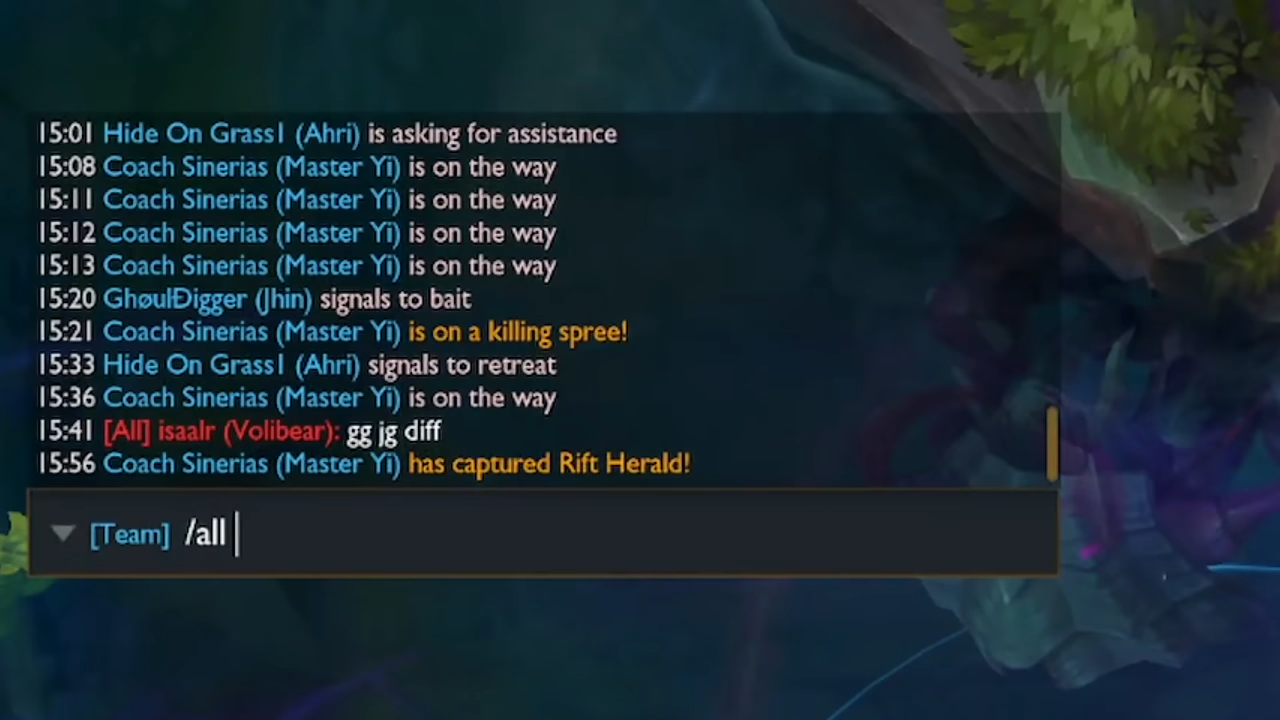 15:01 Hide On Grass1 (Ahri) is asking for assistance
15:08 Coach Sinerias (Master Yi) is on the way
15:11 Coach Sinerias (Master Yi) is on the way
15:12 Coach Sinerias (Master Yi) is on the way
15:13 Coach Sinerias (Master Yi) is on the way
15:20 GhøulĐigger (Jhin) signals to bait
15:21 Coach Sinerias (Master Yi) is on a killing spree!
15:33 Hide On Grass1 (Ahri) signals to retreat
15:36 Coach Sinerias (Master Yi) is on the way
15:41 [All] isaalr (Volibear): gg jg diff
15:56 Coach Sinerias (Master Yi) has captured Rift Herald!
[Team] /all